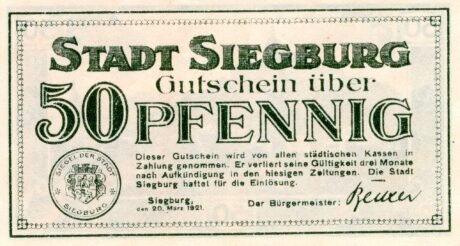 STADT SIEGBURG
Gutschein über
50 PFENNIG
Dieser Gutschein wird von allen städtischen Kassen in
Zahlung genommen. Er verliert seine Gültigkeit drei Monate
nach Aufkündigung in den hiesigen Zeitungen. Die Stadt
Siegburg haftet für die Einlösung.
SIEGEL DER STADT
SIEGBURG
Siegburg,
den 20. März 1921.
Der Bürgermeister: